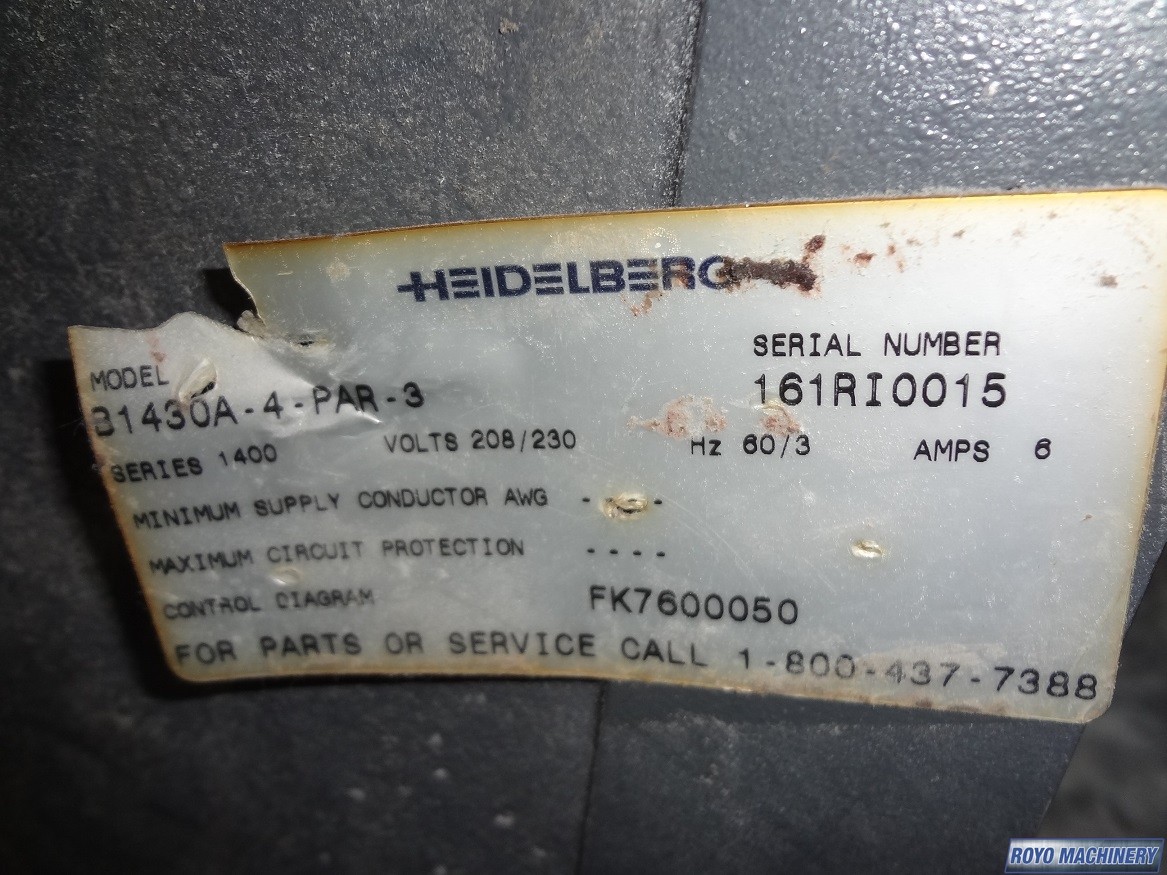 HEIDELBERG
SERIAL NUMBER
161RI0015
MODEL
B1430A-4-PAR-3
SERIES 1400 VOLTS 208/230 Hz 60/3 AMPS 6
MINIMUM SUPPLY CONDUCTOR AWG - - -
MAXIMUM CIRCUIT PROTECTION - - - -
CONTROL DIAGRAM FK7600050
FOR PARTS OR SERVICE CALL 1-800-437-7388
ROYO MACHINERY